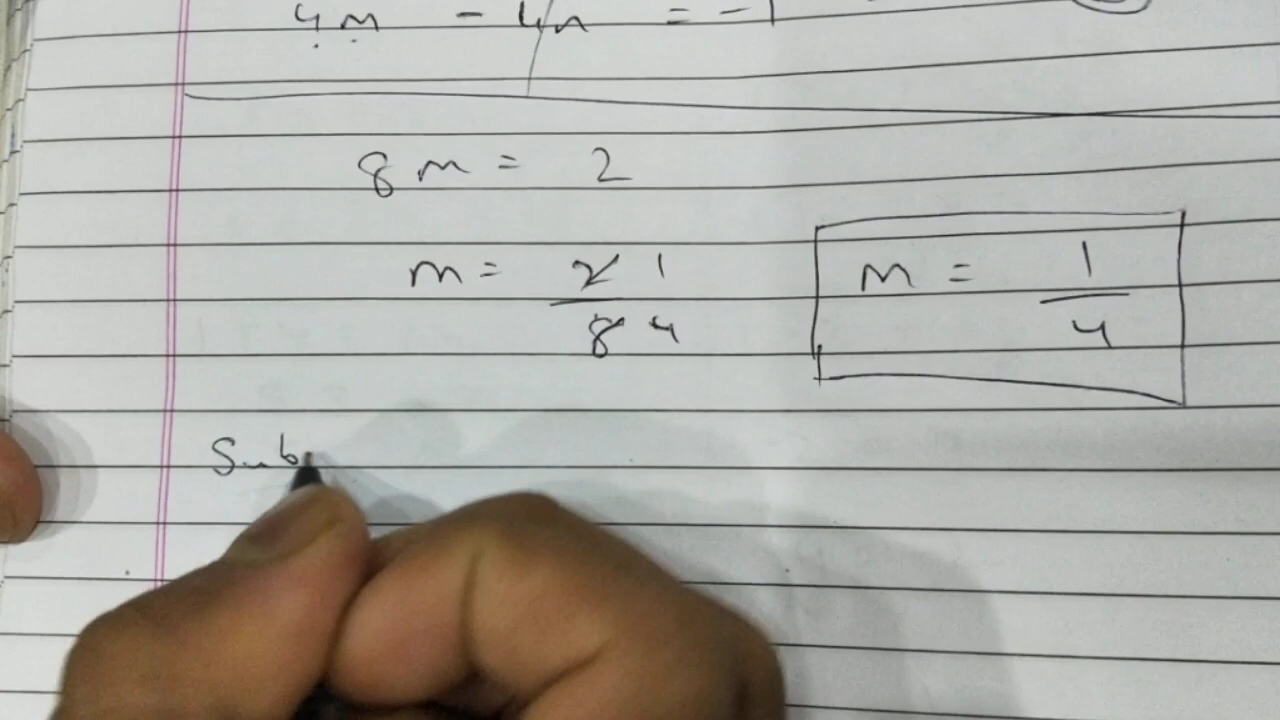 4m - 4n = -1
8m = 2
m = 2/8 1/4 m = 1/4
Sub